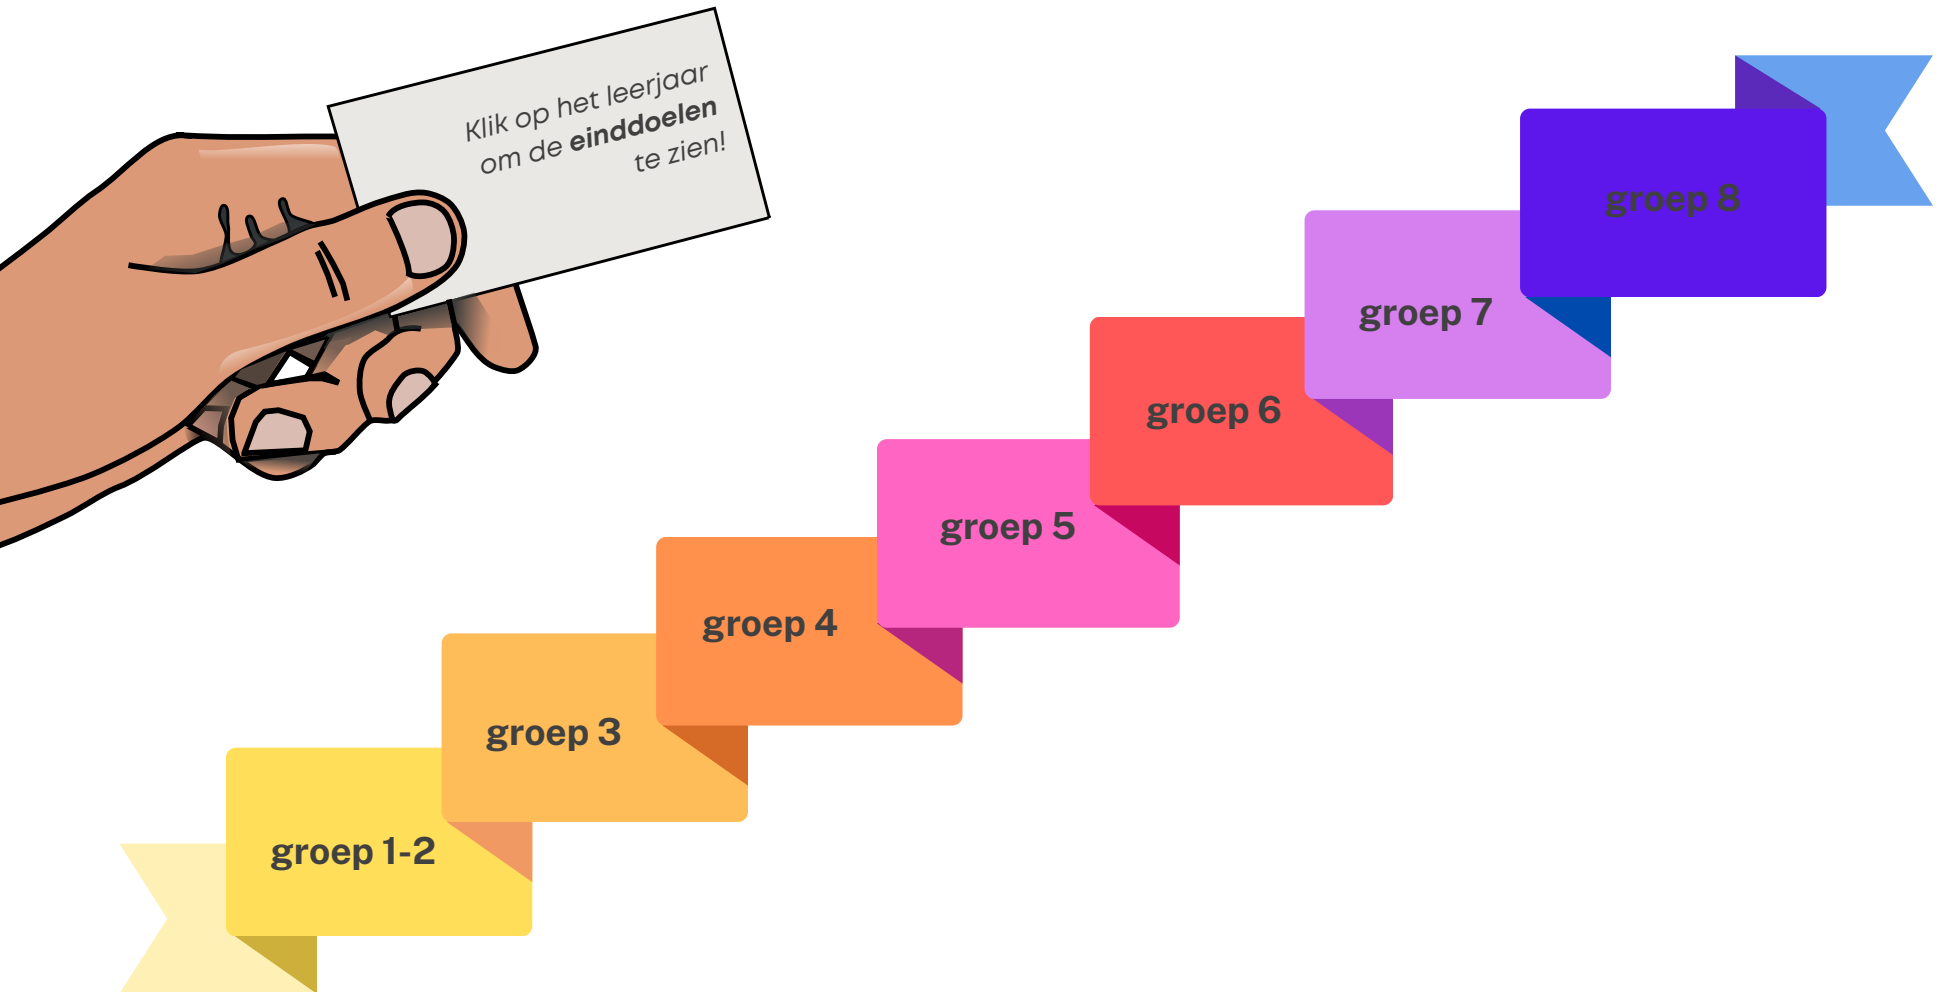 Klik op het leerjaar
om de einddoelen
te zien!
groep 8
groep 7
groep 6
groep 5
groep 4
groep 3
groep 1-2